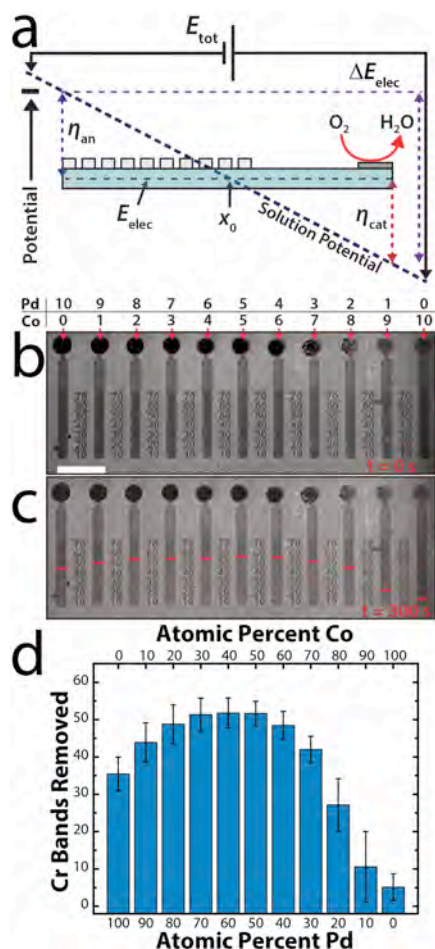 a
E_tot
ΔE_elec
η_an
O₂
H₂O
Potential
E_elec
x₀
Solution Potential
η_cat
Pd 10 9 8 7 6 5 4 3 2 1 0
Co 0 1 2 3 4 5 6 7 8 9 10
b
t = 0 s
c
t = 300 s
Atomic Percent Co
d
0 10 20 30 40 50 60 70 80 90 100
Cr Bands Removed
60
50
40
30
20
10
0
100 90 80 70 60 50 40 30 20 10 0
Atomic Percent Pd